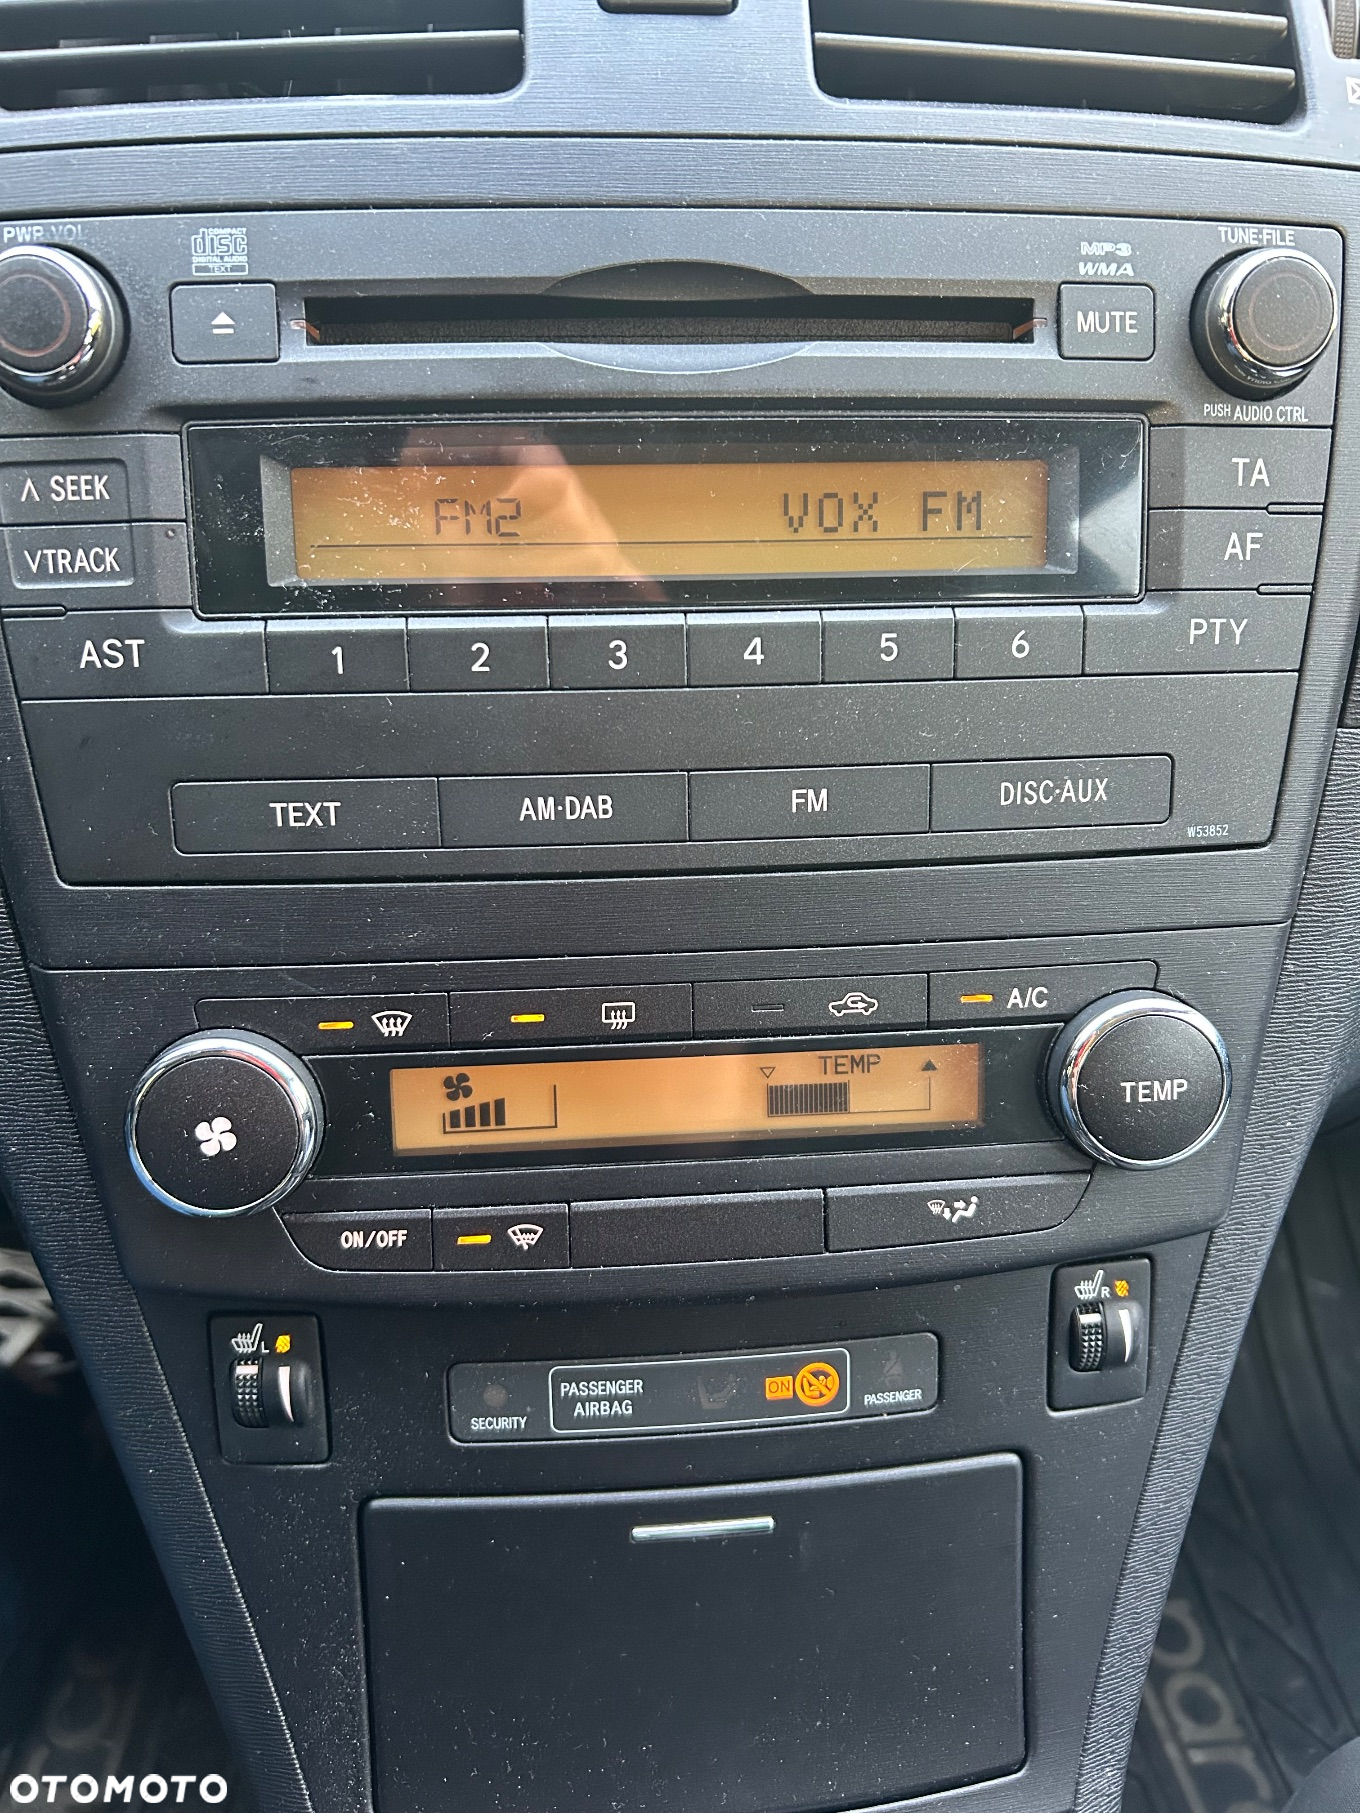 PWR·VOL
COMPACT
disc
DIGITAL AUDIO
TEXT
MP3
WMA
TUNE·FILE
MUTE
PUSH AUDIO CTRL
∧ SEEK
∨TRACK
FM2 VOX FM
TA
AF
AST
1 2 3 4 5 6
PTY
TEXT
AM·DAB
FM
DISC·AUX
W53852
A/C
TEMP
TEMP
ON/OFF
L
R
SECURITY
PASSENGER
AIRBAG
ON
PASSENGER
OTOMOTO